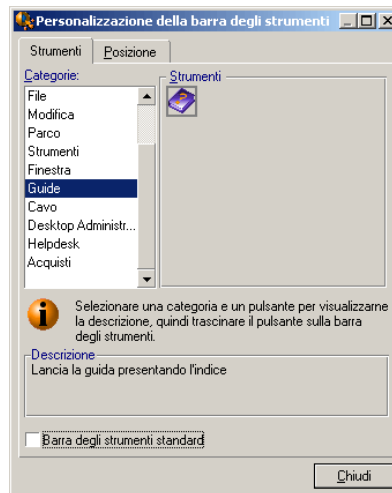 Personalizzazione della barra degli strumenti
Strumenti
Posizione
Categorie:
File
Modifica
Parco
Strumenti
Finestra
Guide
Cavo
Desktop Administr...
Helpdesk
Acquisti
Strumenti
Selezionare una categoria e un pulsante per visualizzarne
la descrizione, quindi trascinare il pulsante sulla barra
degli strumenti.
Descrizione
Lancia la guida presentando l'indice
Barra degli strumenti standard
Chiudi